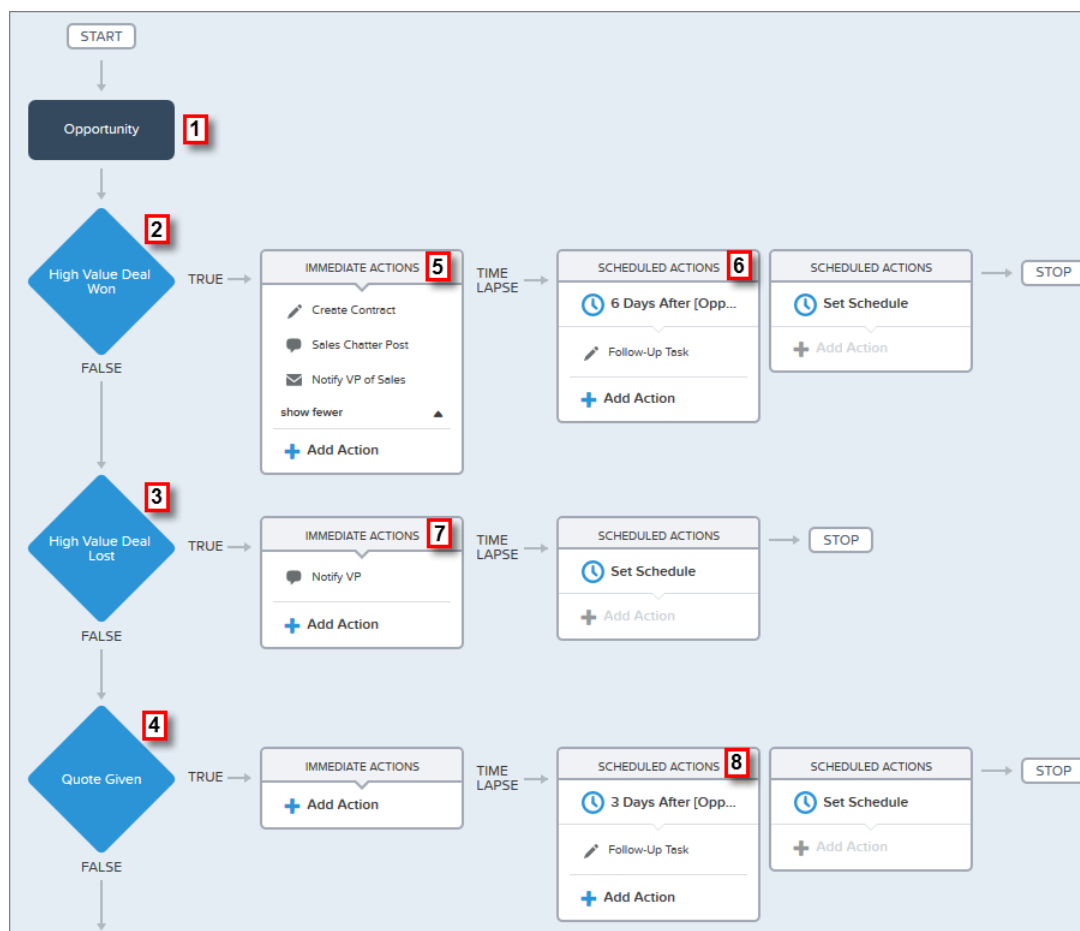 START
Opportunity
1
2
High Value Deal
Won
TRUE
FALSE
IMMEDIATE ACTIONS
5
Create Contract
Sales Chatter Post
Notify VP of Sales
show fewer
Add Action
TIME
LAPSE
SCHEDULED ACTIONS
6
6 Days After [Opp...
Follow-Up Task
Add Action
SCHEDULED ACTIONS
Set Schedule
Add Action
STOP
3
High Value Deal
Lost
TRUE
FALSE
IMMEDIATE ACTIONS
7
Notify VP
Add Action
TIME
LAPSE
SCHEDULED ACTIONS
Set Schedule
Add Action
STOP
4
Quote Given
TRUE
FALSE
IMMEDIATE ACTIONS
Add Action
TIME
LAPSE
SCHEDULED ACTIONS
8
3 Days After [Opp...
Follow-Up Task
Add Action
SCHEDULED ACTIONS
Set Schedule
Add Action
STOP